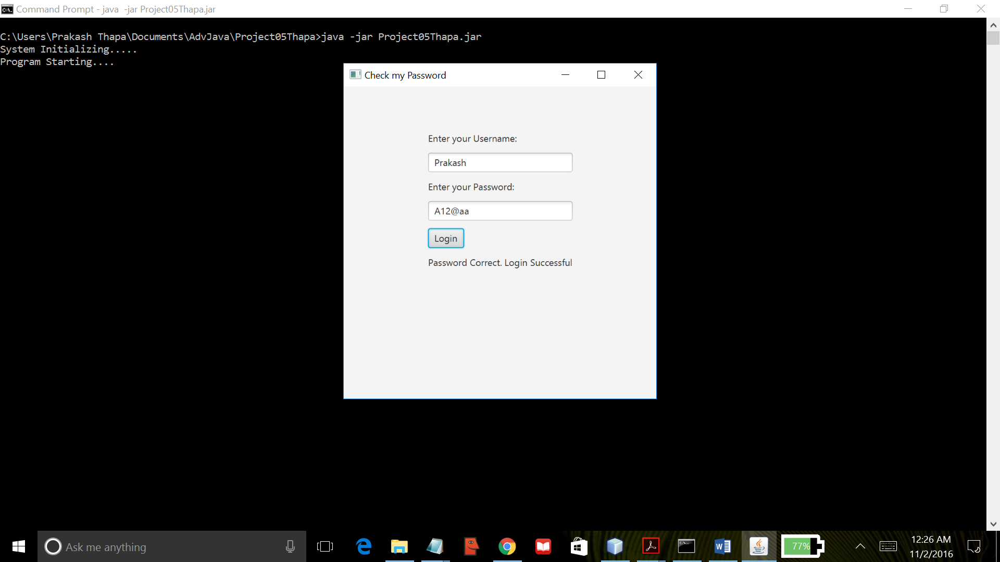 Command Prompt - java  -jar Project05Thapa.jar
C:\Users\Prakash Thapa\Documents\AdvJava\Project05Thapa>java -jar Project05Thapa.jar
System Initializing.....
Program Starting....
Check my Password
Enter your Username:
Prakash
Enter your Password:
A12@aa
Login
Password Correct. Login Successful
Ask me anything
77%
12:26 AM
11/2/2016